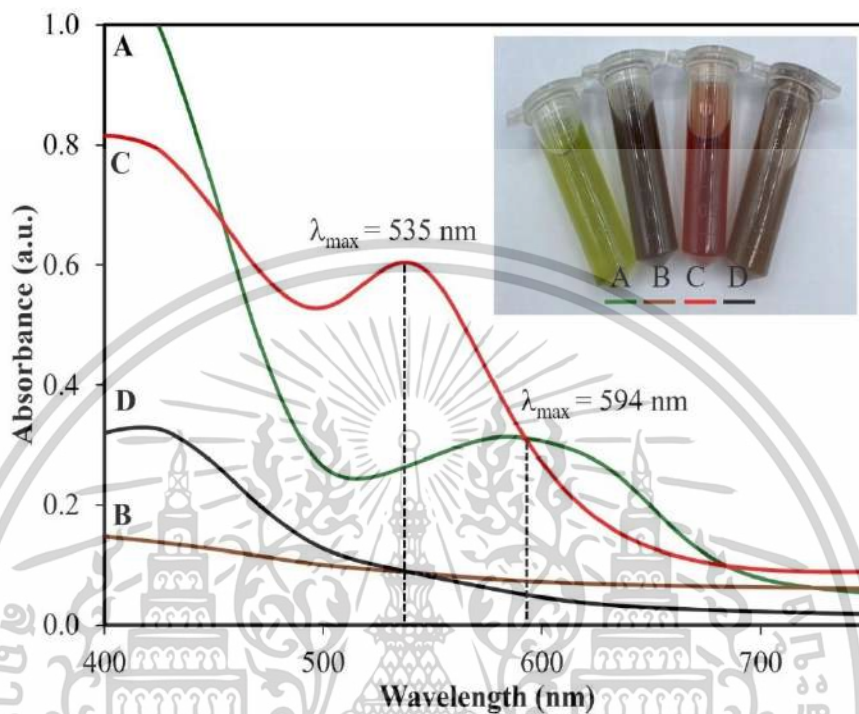 1.0
A
0.8
C
λmax = 535 nm
0.6
A B C D
0.4
λmax = 594 nm
D
0.2
B
0.0
400 500 600 700
Wavelength (nm)
Absorbance (a.u.)